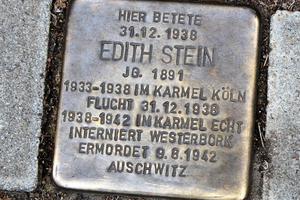 HIER BETETE
31.12.1938
EDITH STEIN
JG. 1891
1933-1938 IM KARMEL KÖLN
FLUCHT 31.12.1938
1938-1942 IM KARMEL ECHT
INTERNIERT WESTERBORK
ERMORDET 9.8.1942
AUSCHWITZ